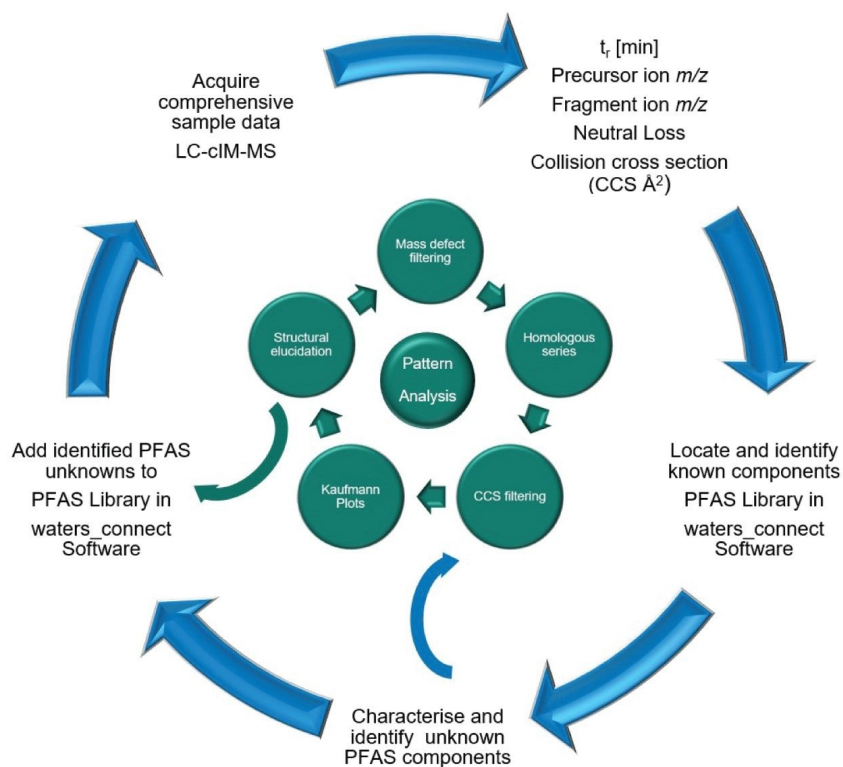 Acquire
comprehensive
sample data
LC-cIM-MS
tr [min]
Precursor ion m/z
Fragment ion m/z
Neutral Loss
Collision cross section
(CCS Å²)
Mass defect
filtering
Structural
elucidation
Homologous
series
Pattern
Analysis
Kaufmann
Plots
CCS filtering
Add identified PFAS
unknowns to
PFAS Library in
waters_connect
Software
Locate and identify
known components
PFAS Library in
waters_connect
Software
Characterise and
identify unknown
PFAS components